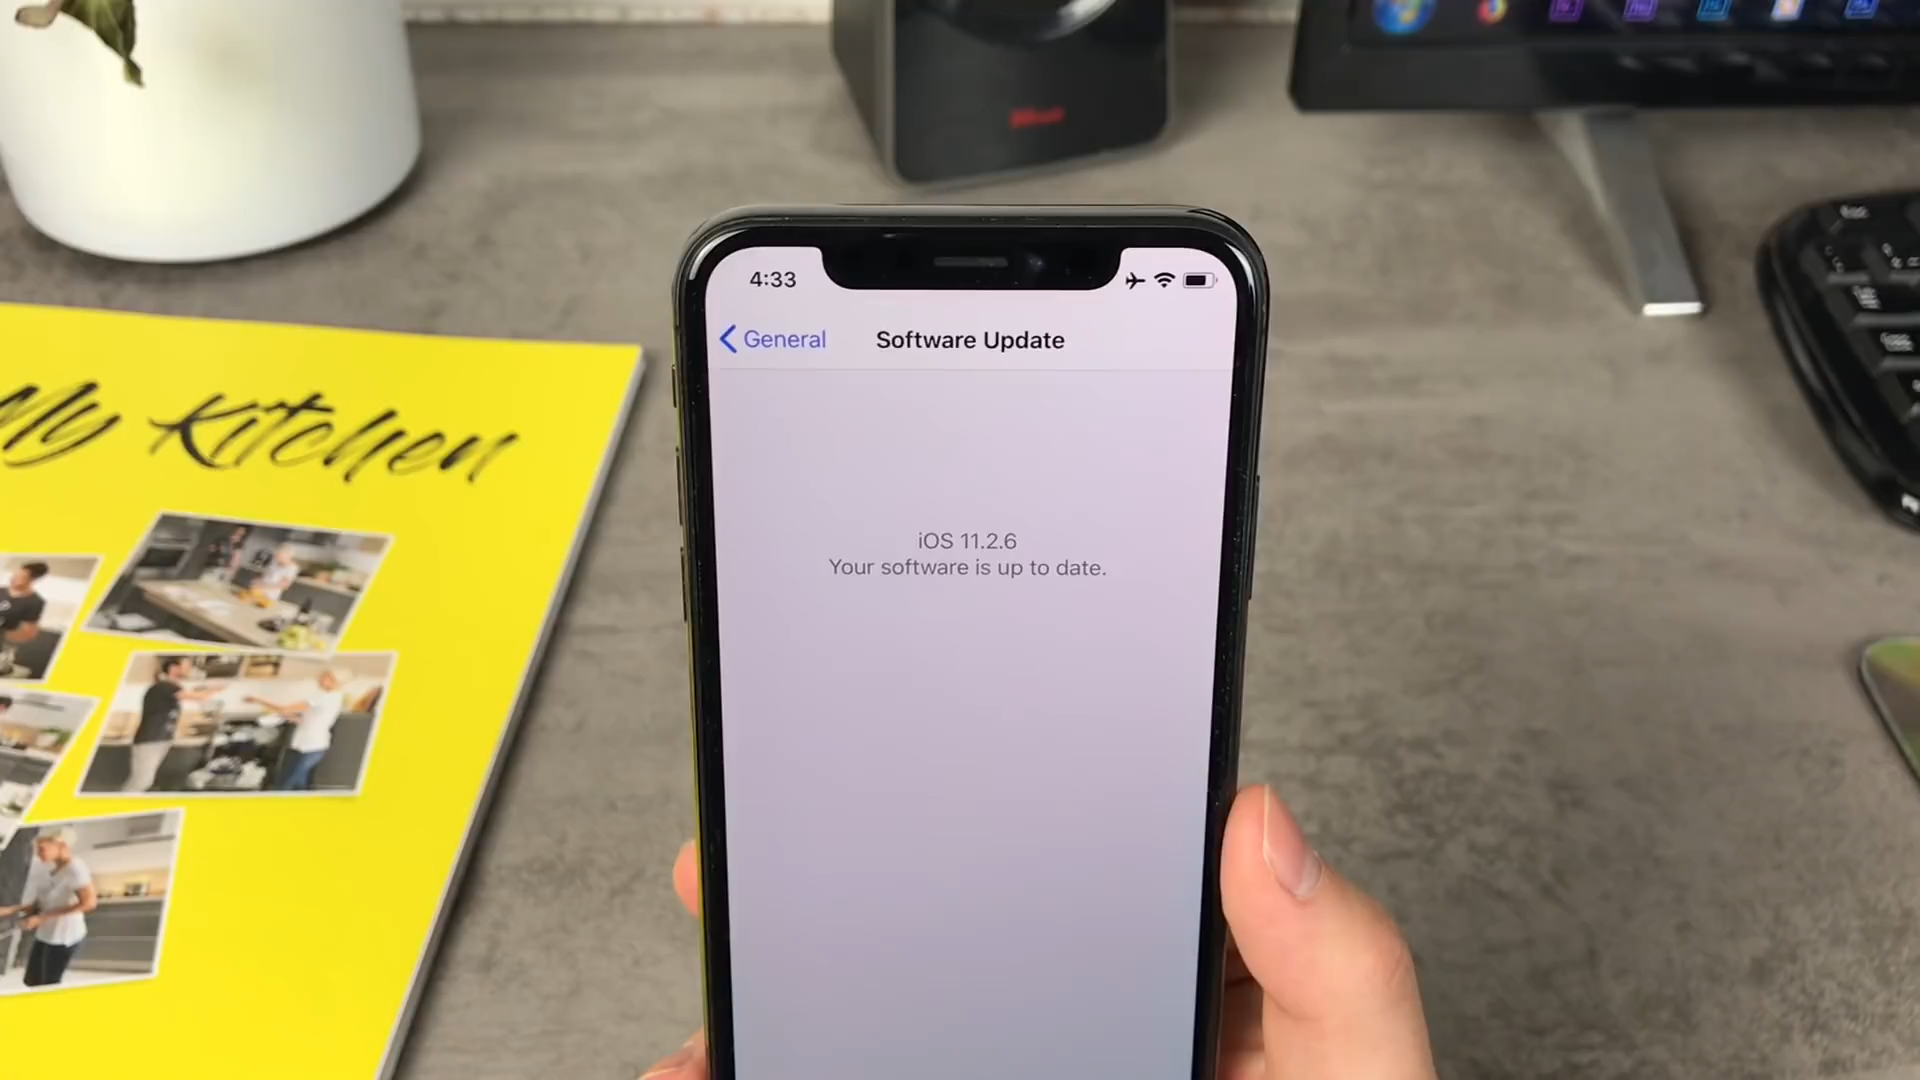 4:33
General
Software Update
iOS 11.2.6
Your software is up to date.
My Kitchen